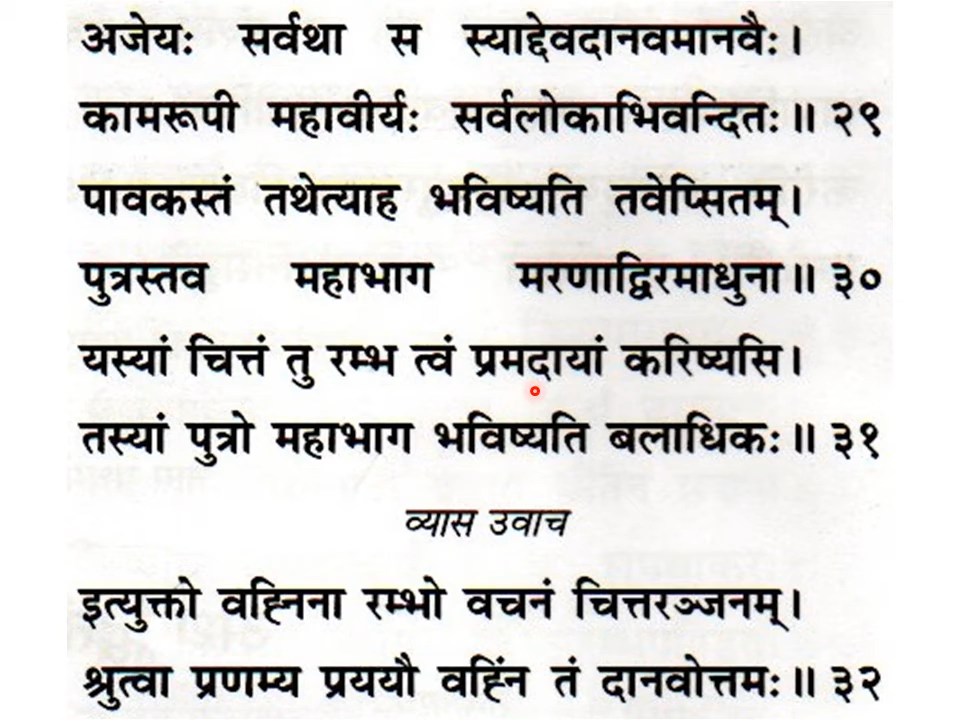 अजेयः सर्वथा स स्याद्देवदानवमानवैः।
कामरूपी महावीर्यः सर्वलोकाभिवन्दितः॥ २९
पावकस्तं तथेत्याह भविष्यति तवेप्सितम्।
पुत्रस्तव महाभाग मरणाद्विरमाधुना॥ ३०
यस्यां चित्तं तु रम्भ त्वं प्रमदायां करिष्यसि।
तस्यां पुत्रो महाभाग भविष्यति बलाधिकः॥ ३१
व्यास उवाच
इत्युक्तो वह्निना रम्भो वचनं चित्तरञ्जनम्।
श्रुत्वा प्रणम्य प्रययौ वह्निं तं दानवोत्तमः॥ ३२